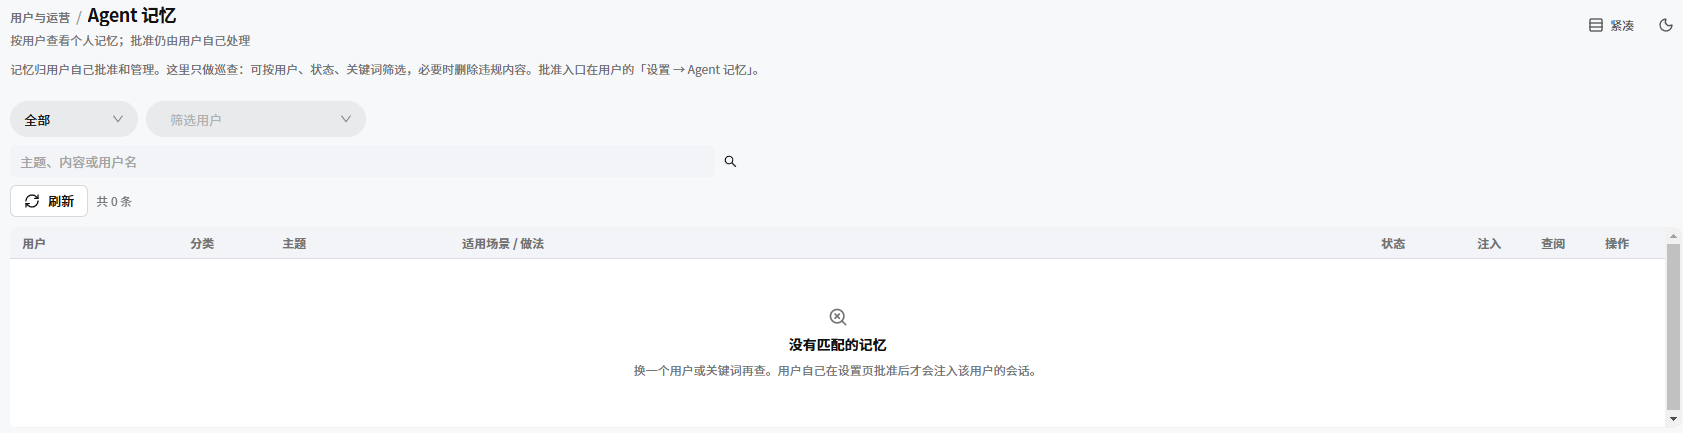 用户与运营 / Agent 记忆
紧凑
按用户查看个人记忆；批准仍由用户自己处理
记忆归用户自己批准和管理。这里只做巡查：可按用户、状态、关键词筛选，必要时删除违规内容。批准入口在用户的「设置 → Agent 记忆」。
全部
筛选用户
主题、内容或用户名
刷新 共 0 条
用户 分类 主题 适用场景 / 做法 状态 注入 查阅 操作
没有匹配的记忆
换一个用户或关键词再查。用户自己在设置页批准后才会注入该用户的会话。